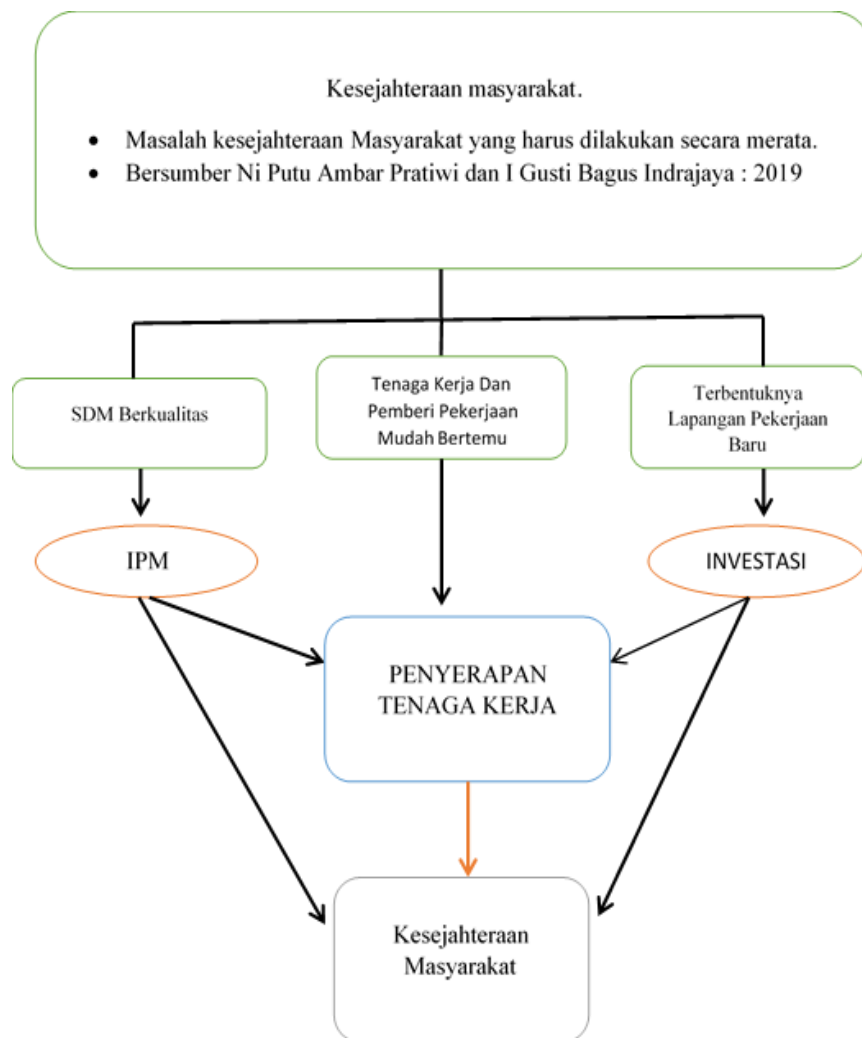 Kesejahteraan masyarakat.
• Masalah kesejahteraan Masyarakat yang harus dilakukan secara merata.
• Bersumber Ni Putu Ambar Pratiwi dan I Gusti Bagus Indrajaya : 2019
SDM Berkualitas
Tenaga Kerja Dan
Pemberi Pekerjaan
Mudah Bertemu
Terbentuknya
Lapangan Pekerjaan
Baru
IPM
INVESTASI
PENYERAPAN
TENAGA KERJA
Kesejahteraan
Masyarakat